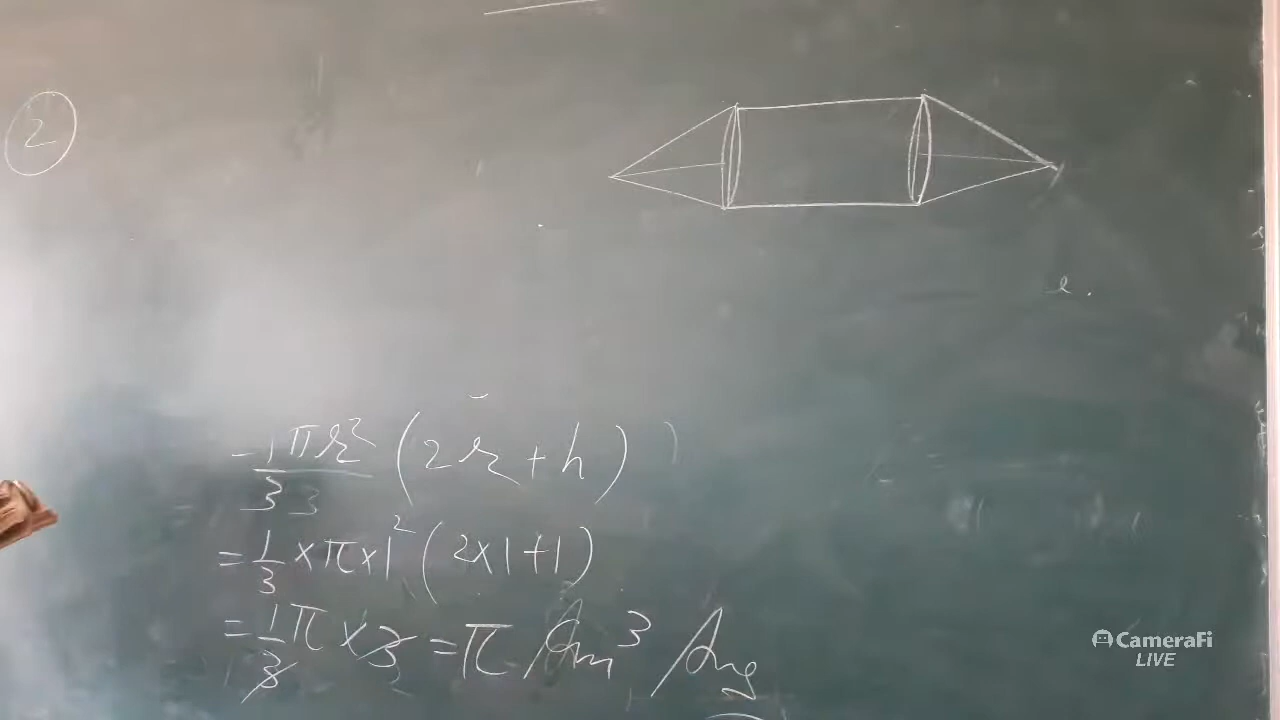 2
e.
1/3 πr² (2r+h)
= 1/3 ×π×1² (2×1+1)
= 1/3 π ×3 = π cm³ Ans
CameraFi
LIVE